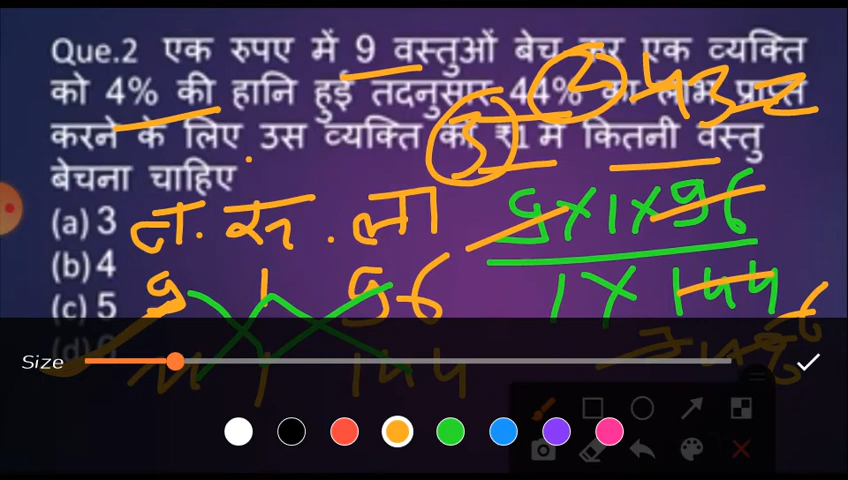 Que.2 एक रुपए में 9 वस्तुओं बेच कर एक व्यक्ति
को 4% की हानि हुई तदनुसार 44% का लाभ प्राप्त
करने के लिए उस व्यक्ति को ₹1 में कितनी वस्तु
बेचना चाहिए
(a) 3
(b) 4
(c) 5
9×1×96
1×144
9 1 96
1 144
Size